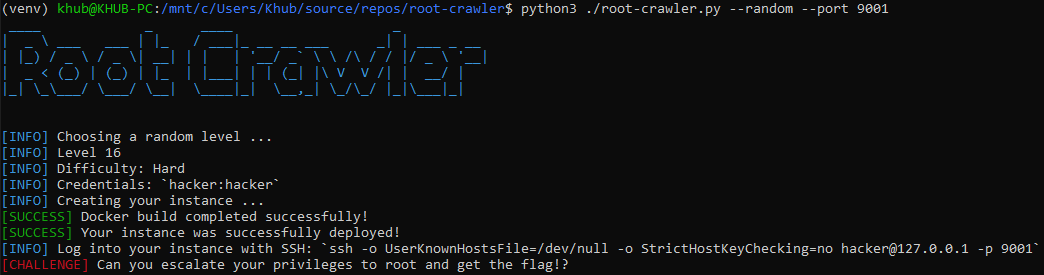 (venv) khub@KHUB-PC:/mnt/c/Users/Khub/source/repos/root-crawler$ python3 ./root-crawler.py --random --port 9001
Root Crawler
[INFO] Choosing a random level ...
[INFO] Level 16
[INFO] Difficulty: Hard
[INFO] Credentials: `hacker:hacker`
[INFO] Creating your instance ...
[SUCCESS] Docker build completed successfully!
[SUCCESS] Your instance was successfully deployed!
[INFO] Log into your instance with SSH: `ssh -o UserKnownHostsFile=/dev/null -o StrictHostKeyChecking=no hacker@127.0.0.1 -p 9001`
[CHALLENGE] Can you escalate your privileges to root and get the flag!?